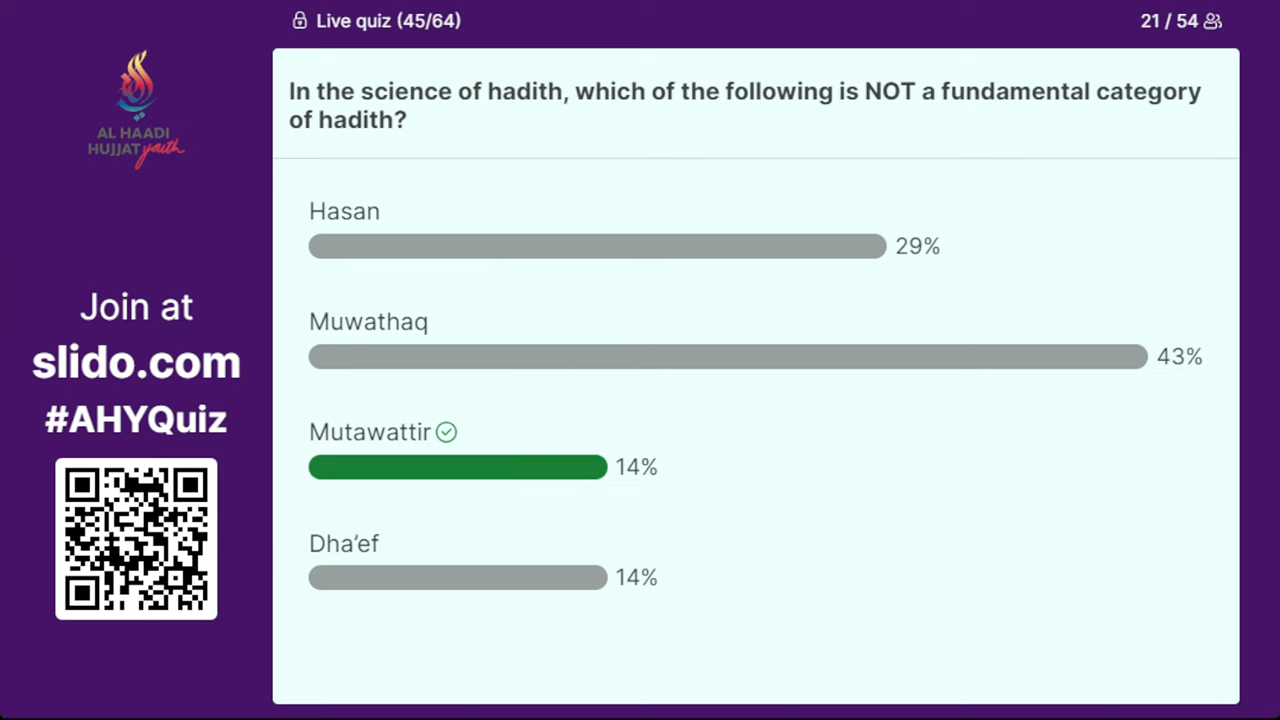 Live quiz (45/64)
21 / 54
AL HAADI
HUJJAT youth
In the science of hadith, which of the following is NOT a fundamental category
of hadith?
Hasan
29%
Muwathaq
43%
Mutawattir
14%
Dha’ef
14%
Join at
slido.com
#AHYQuiz